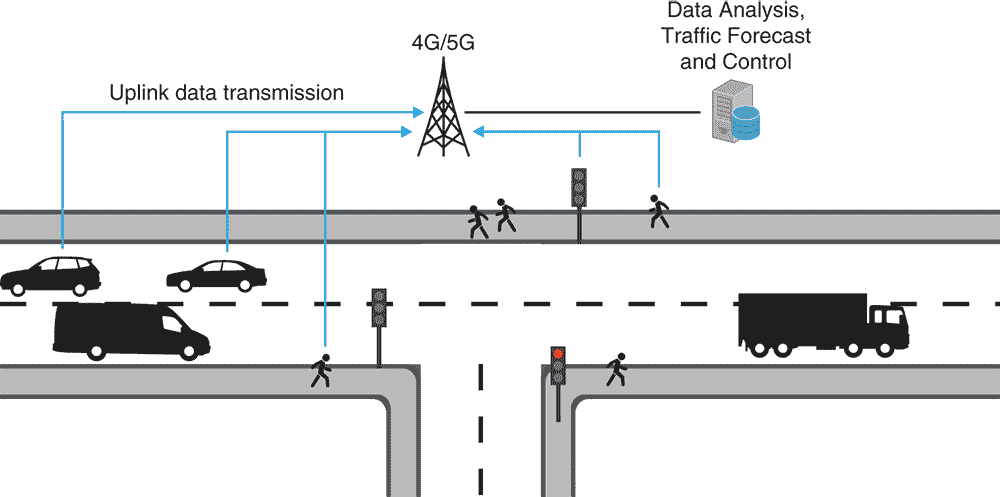 Data Analysis,
Traffic Forecast
and Control
4G/5G
Uplink data transmission